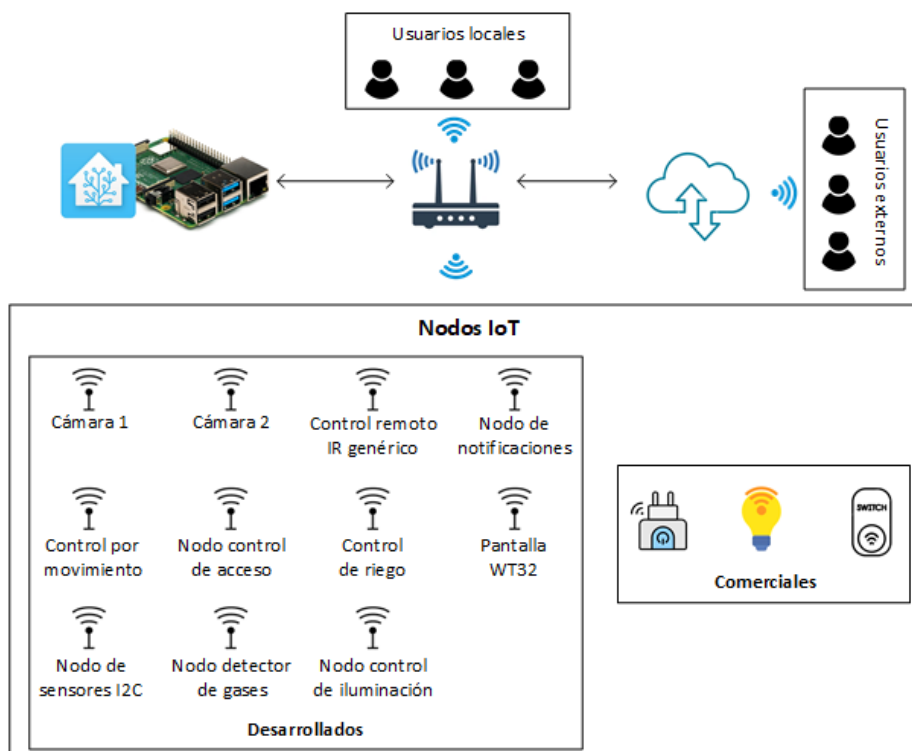 Usuarios locales
Usuarios externos
Nodos IoT
Cámara 1
Cámara 2
Control remoto
IR genérico
Nodo de
notificaciones
Control por
movimiento
Nodo control
de acceso
Control
de riego
Pantalla
WT32
Nodo de
sensores I2C
Nodo detector
de gases
Nodo control
de iluminación
Desarrollados
SWITCH
Comerciales